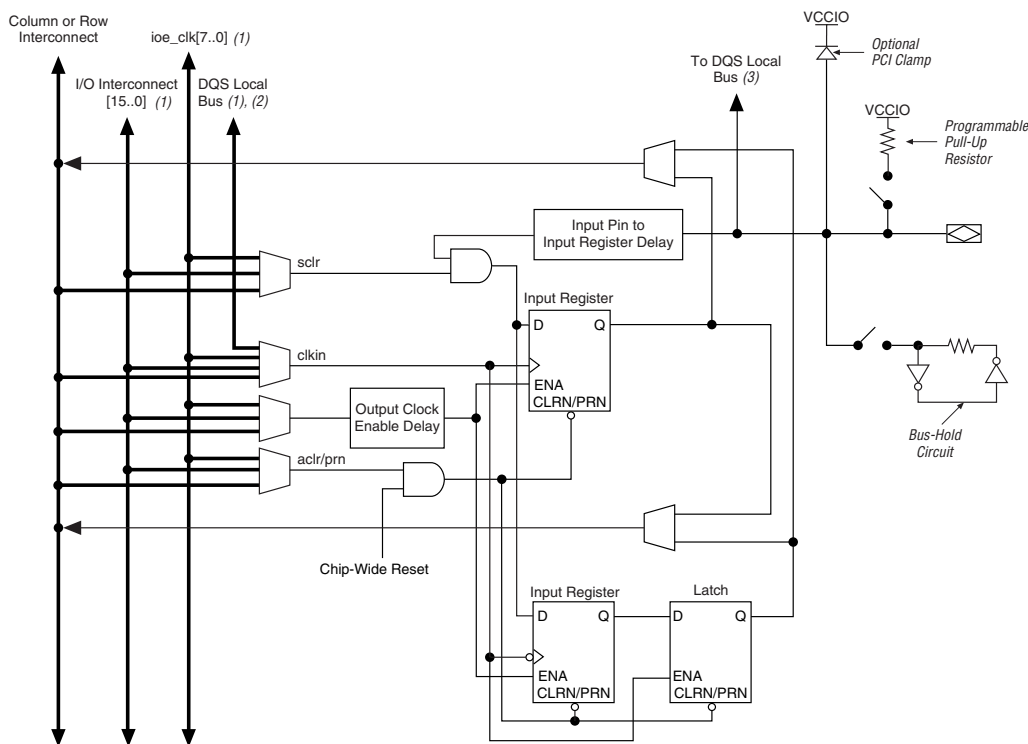 Column or Row
Interconnect
ioe_clk[7..0] (1)
I/O Interconnect
[15..0] (1)
DQS Local
Bus (1), (2)
To DQS Local
Bus (3)
VCCIO
Optional
PCI Clamp
VCCIO
Programmable
Pull-Up
Resistor
Input Pin to
Input Register Delay
sclr
Input Register
D
Q
clkin
ENA
CLRN/PRN
Output Clock
Enable Delay
aclr/prn
Bus-Hold
Circuit
Chip-Wide Reset
Input Register
D
Q
ENA
CLRN/PRN
Latch
D
Q
ENA
CLRN/PRN